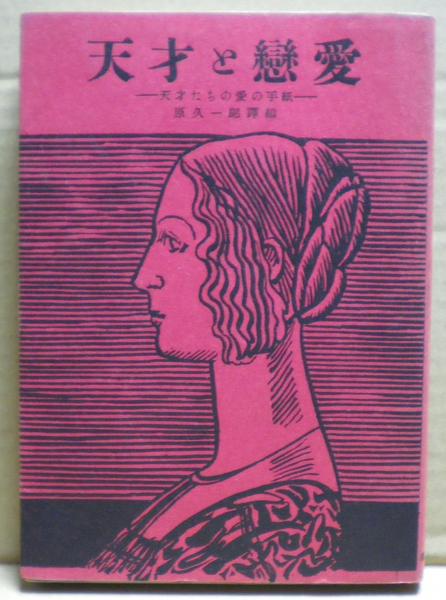 天才と戀愛
―天才たちの愛の手紙―
原久一郎譯編